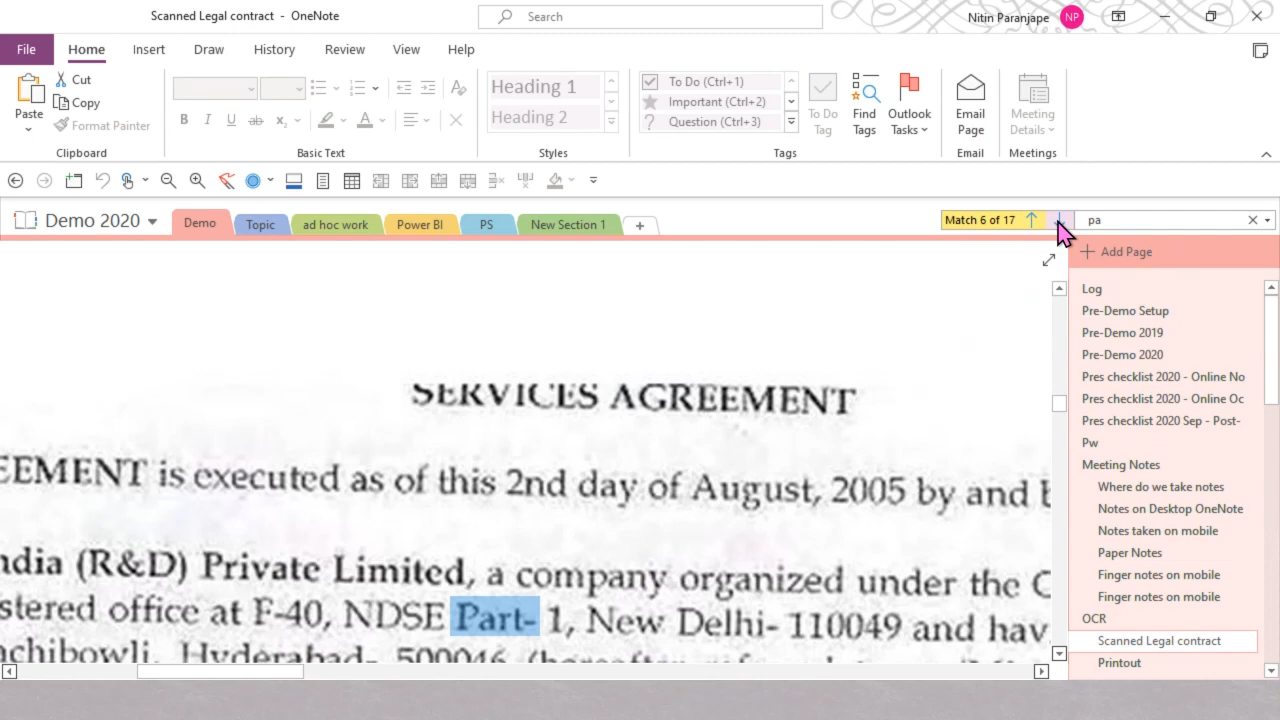 Scanned Legal contract - OneNote
Search
Nitin Paranjape NP
File Home Insert Draw History Review View Help
Paste
Cut
Copy
Format Painter
Clipboard
B I U ab x₂ A
Basic Text
Heading 1
Heading 2
Styles
To Do (Ctrl+1)
Important (Ctrl+2)
? Question (Ctrl+3)
To Do Tag
Find Tags
Outlook Tasks
Tags
Email Page
Email
Meeting Details
Meetings
Demo 2020
Demo Topic ad hoc work Power BI PS New Section 1 +
Match 6 of 17
pa
Add Page
Log
Pre-Demo Setup
Pre-Demo 2019
Pre-Demo 2020
Pres checklist 2020 - Online No
Pres checklist 2020 - Online Oc
Pres checklist 2020 Sep - Post-
Pw
Meeting Notes
Where do we take notes
Notes on Desktop OneNote
Notes taken on mobile
Paper Notes
Finger notes on mobile
Finger notes on mobile
OCR
Scanned Legal contract
Printout
SERVICES AGREEMENT
EEMENT is executed as of this 2nd day of August, 2005 by and b
ndia (R&D) Private Limited, a company organized under the C
stered office at F-40, NDSE Part- 1, New Delhi- 110049 and hav
achibowli, Hyderabad- 500046 (hereafter